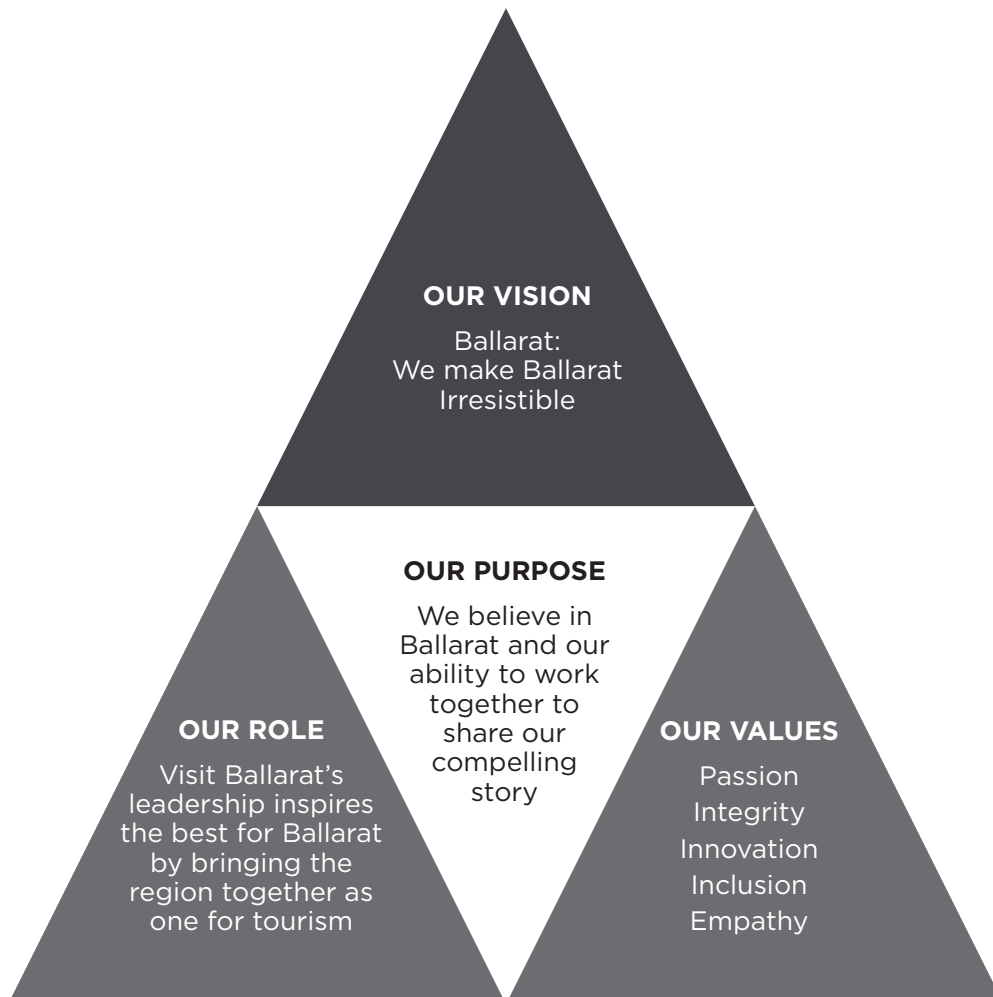 OUR VISION
Ballarat:
We make Ballarat
Irresistible
OUR PURPOSE
We believe in
Ballarat and our
ability to work
together to
share our
compelling
story
OUR ROLE
Visit Ballarat’s
leadership inspires
the best for Ballarat
by bringing the
region together as
one for tourism
OUR VALUES
Passion
Integrity
Innovation
Inclusion
Empathy